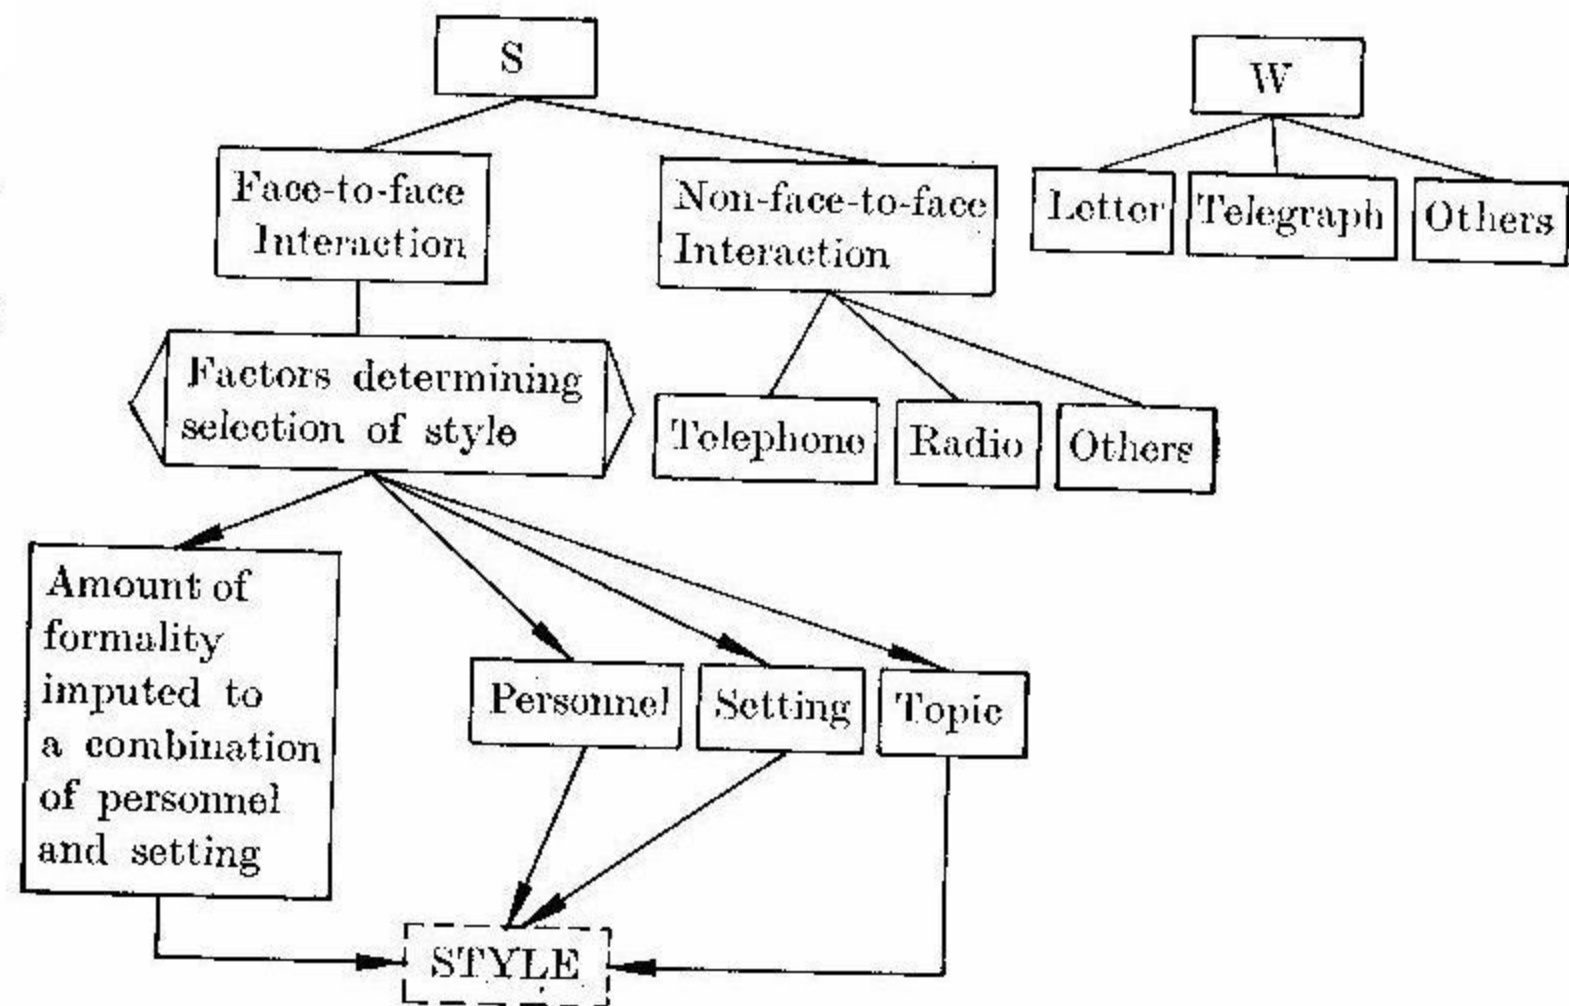 S
W
Face-to-face
Interaction
Non-face-to-face
Interaction
Letter
Telegraph
Others
Factors determining
selection of style
Telephone
Radio
Others
Amount of
formality
imputed to
a combination
of personnel
and setting
Personnel
Setting
Topic
STYLE